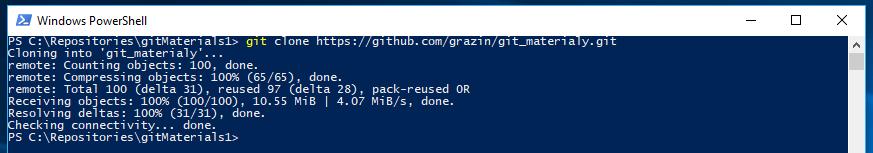 Windows PowerShell
PS C:\Repositories\gitMaterials1> git clone https://github.com/grazin/git_materialy.git
Cloning into 'git_materialy'...
remote: Counting objects: 100, done.
remote: Compressing objects: 100% (65/65), done.
remote: Total 100 (delta 31), reused 97 (delta 28), pack-reused 0R
Receiving objects: 100% (100/100), 10.55 MiB | 4.07 MiB/s, done.
Resolving deltas: 100% (31/31), done.
Checking connectivity... done.
PS C:\Repositories\gitMaterials1>